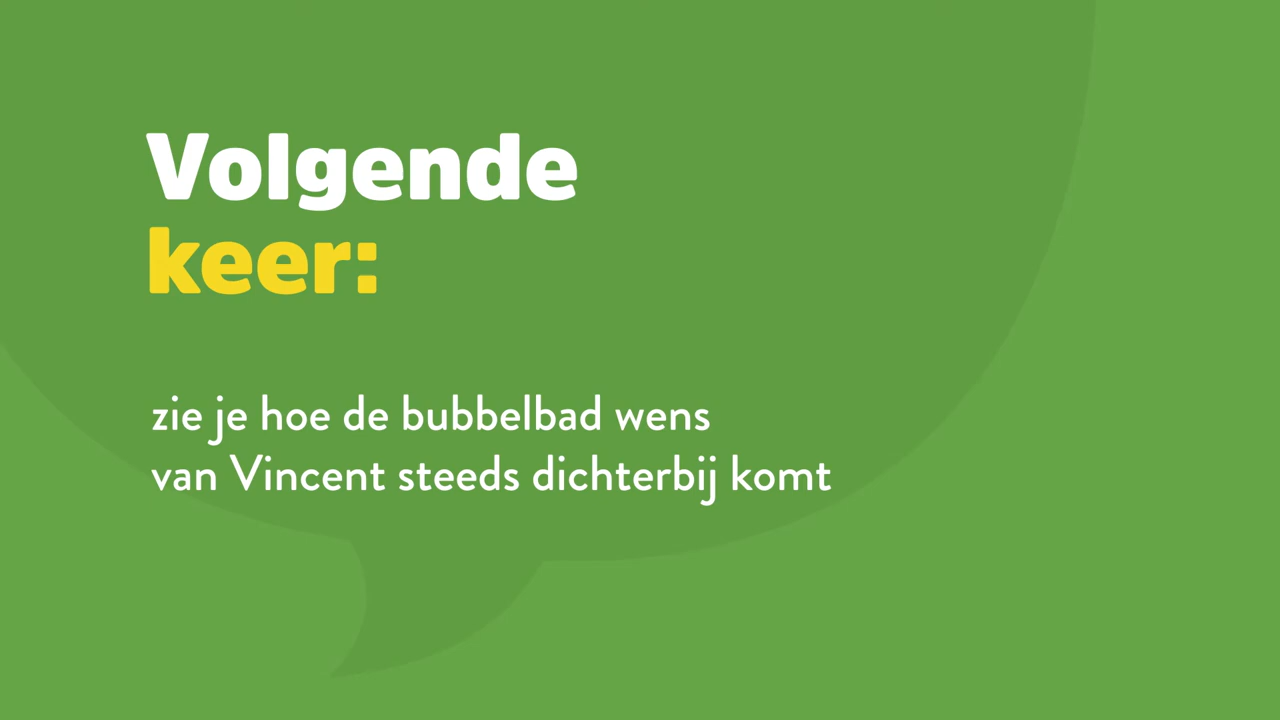 Volgende
keer:
zie je hoe de bubbelbad wens
van Vincent steeds dichterbij komt